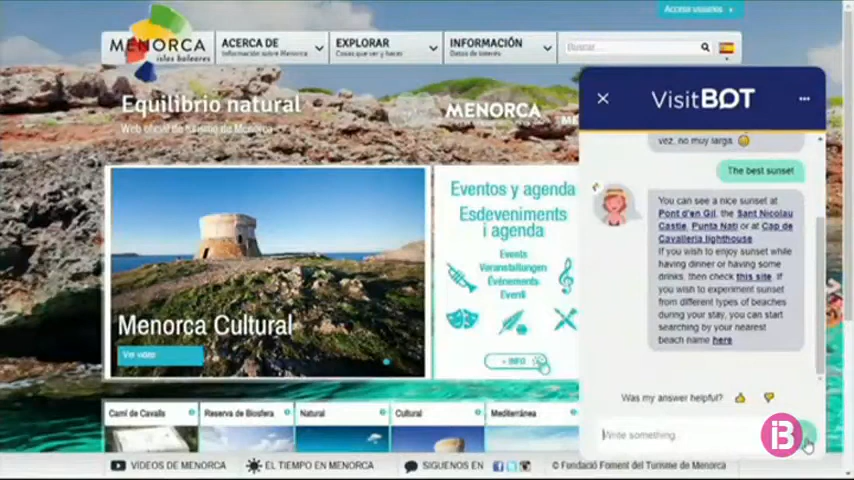 Acceso usuarios
MENORCA
islas baleares
ACERCA DE
Información sobre Menorca
EXPLORAR
Cosas que ver y hacer
INFORMACIÓN
Datos de interés
Buscar...
Equilibrio natural
Web oficial de turismo de Menorca
MENORCA
ME
Menorca Cultural
Ver vídeo
Eventos y agenda
Esdeveniments
i agenda
Events
Veranstaltungen
Événements
Eventi
+ INFO
VisitBOT
vez, no muy larga.
The best sunset
You can see a nice sunset at
Pont d'en Gil, the Sant Nicolau
Castle, Punta Nati or at Cap de
Cavalleria lighthouse
If you wish to enjoy sunset while
having dinner or having some
drinks, then check this site. If
you wish to experiment sunset
from different types of beaches
during your stay, you can start
searching by your nearest
beach name here
Was my answer helpful?
Write something
Camí de Cavalls
Reserva de Biosfera
Natural
Cultural
Mediterránea
VIDEOS DE MENORCA
EL TIEMPO EN MENORCA
SIGUENOS EN
© Fundació Foment del Turisme de Menorca
iB